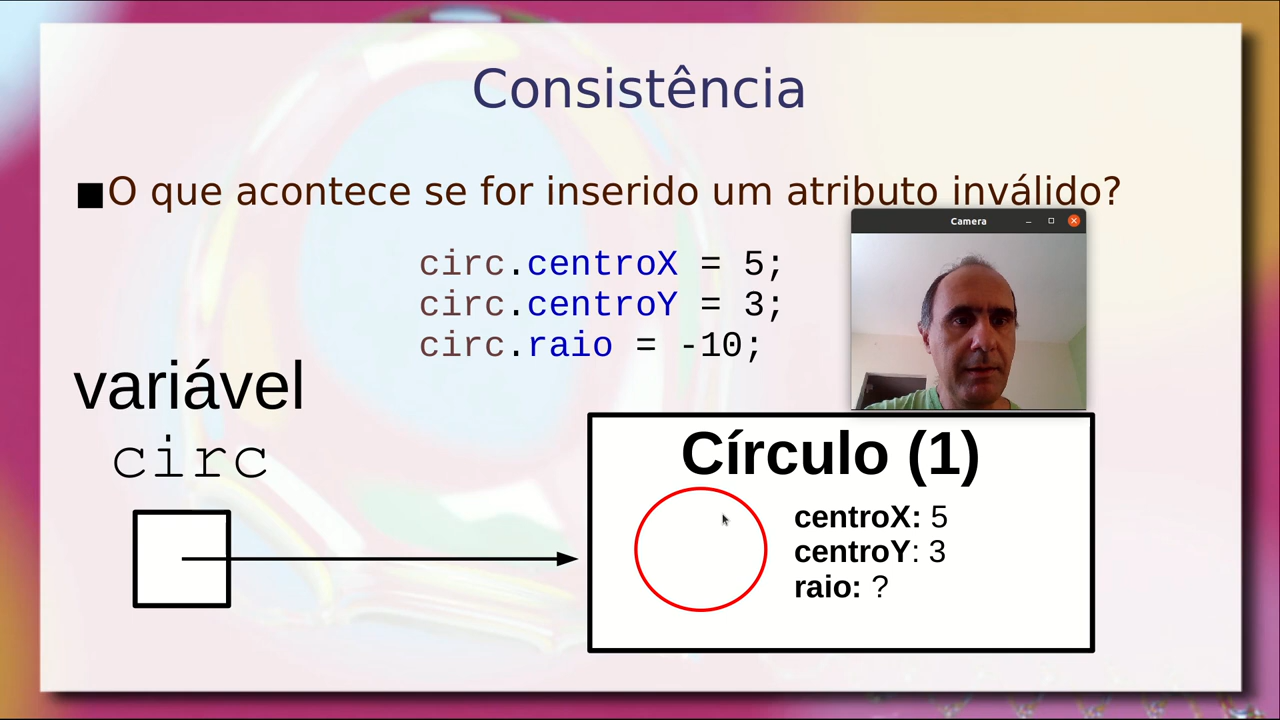 Consistência
O que acontece se for inserido um atributo inválido?
circ.centroX = 5;
circ.centroY = 3;
circ.raio = -10;
Camera
variável
circ
Círculo (1)
centroX: 5
centroY: 3
raio: ?